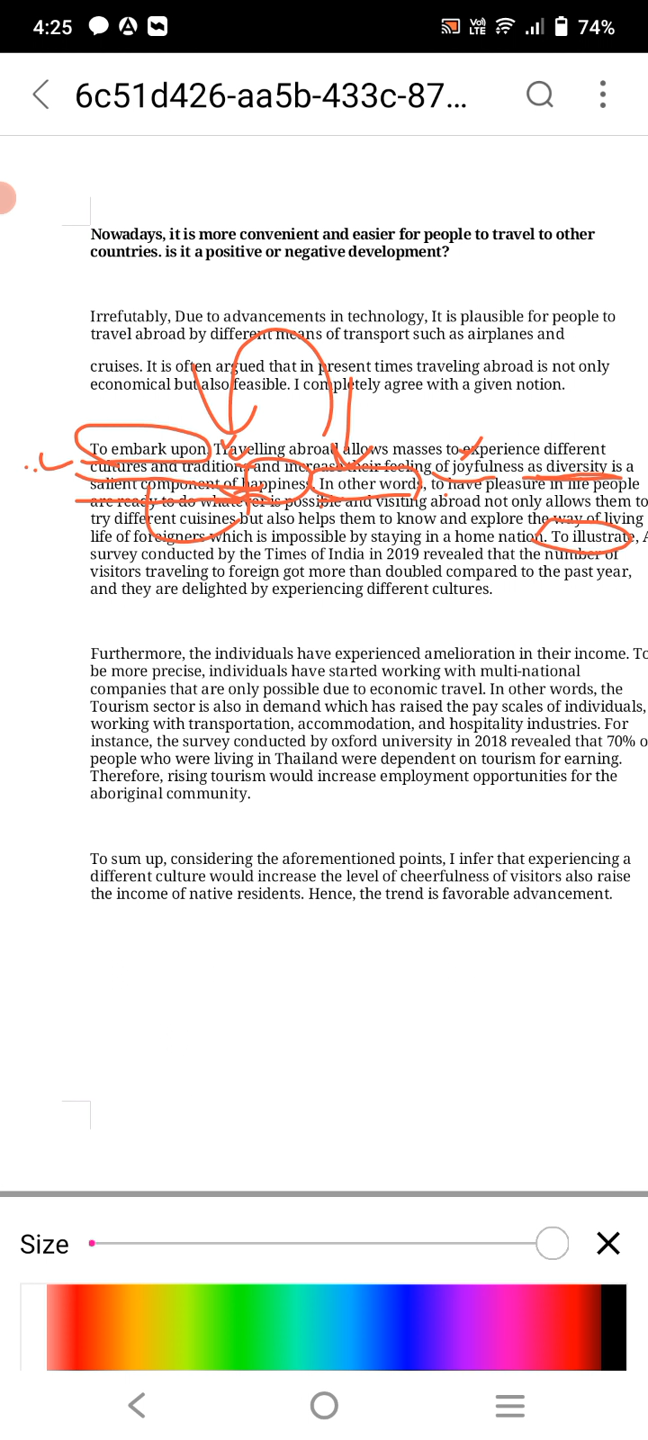 4:25
Vo)
LTE
74%
6c51d426-aa5b-433c-87...
Nowadays, it is more convenient and easier for people to travel to other
countries. is it a positive or negative development?
Irrefutably, Due to advancements in technology, It is plausible for people to
travel abroad by different means of transport such as airplanes and
cruises. It is often argued that in present times traveling abroad is not only
economical but also feasible. I completely agree with a given notion.
To embark upon, Travelling abroad allows masses to experience different
cultures and traditions and increase their feeling of joyfulness as diversity is a
salient component of happiness. In other words, to have pleasure in life people
are ready to do whatever is possible and visiting abroad not only allows them to
try different cuisines but also helps them to know and explore the way of living
life of foreigners which is impossible by staying in a home nation. To illustrate, A
survey conducted by the Times of India in 2019 revealed that the number of
visitors traveling to foreign got more than doubled compared to the past year,
and they are delighted by experiencing different cultures.
Furthermore, the individuals have experienced amelioration in their income. To
be more precise, individuals have started working with multi-national
companies that are only possible due to economic travel. In other words, the
Tourism sector is also in demand which has raised the pay scales of individuals,
working with transportation, accommodation, and hospitality industries. For
instance, the survey conducted by oxford university in 2018 revealed that 70% o
people who were living in Thailand were dependent on tourism for earning.
Therefore, rising tourism would increase employment opportunities for the
aboriginal community.
To sum up, considering the aforementioned points, I infer that experiencing a
different culture would increase the level of cheerfulness of visitors also raise
the income of native residents. Hence, the trend is favorable advancement.
Size